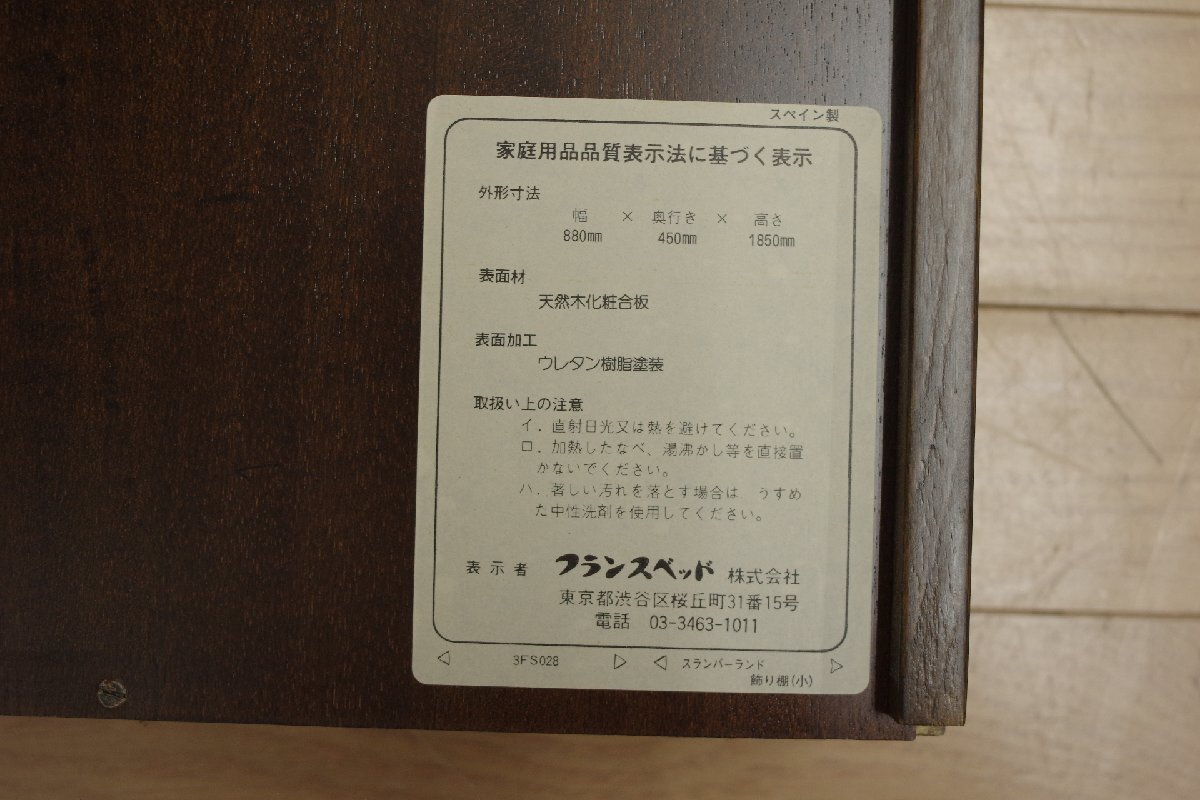 スペイン製
家庭用品品質表示法に基づく表示
外形寸法
幅 × 奥行き × 高さ
880㎜ 450㎜ 1850㎜
表面材
天然木化粧合板
表面加工
ウレタン樹脂塗装
取扱い上の注意
イ．直射日光又は熱を避けてください。
ロ．加熱したなべ、湯沸かし等を直接置
かないでください。
ハ．著しい汚れを落とす場合は、うすめ
た中性洗剤を使用してください。
表示者 フランスベッド 株式会社
東京都渋谷区桜丘町31番15号
電話 03-3463-1011
◁ 3FS028 ▷ ◁ スランバーランド ▷
飾り棚(小)